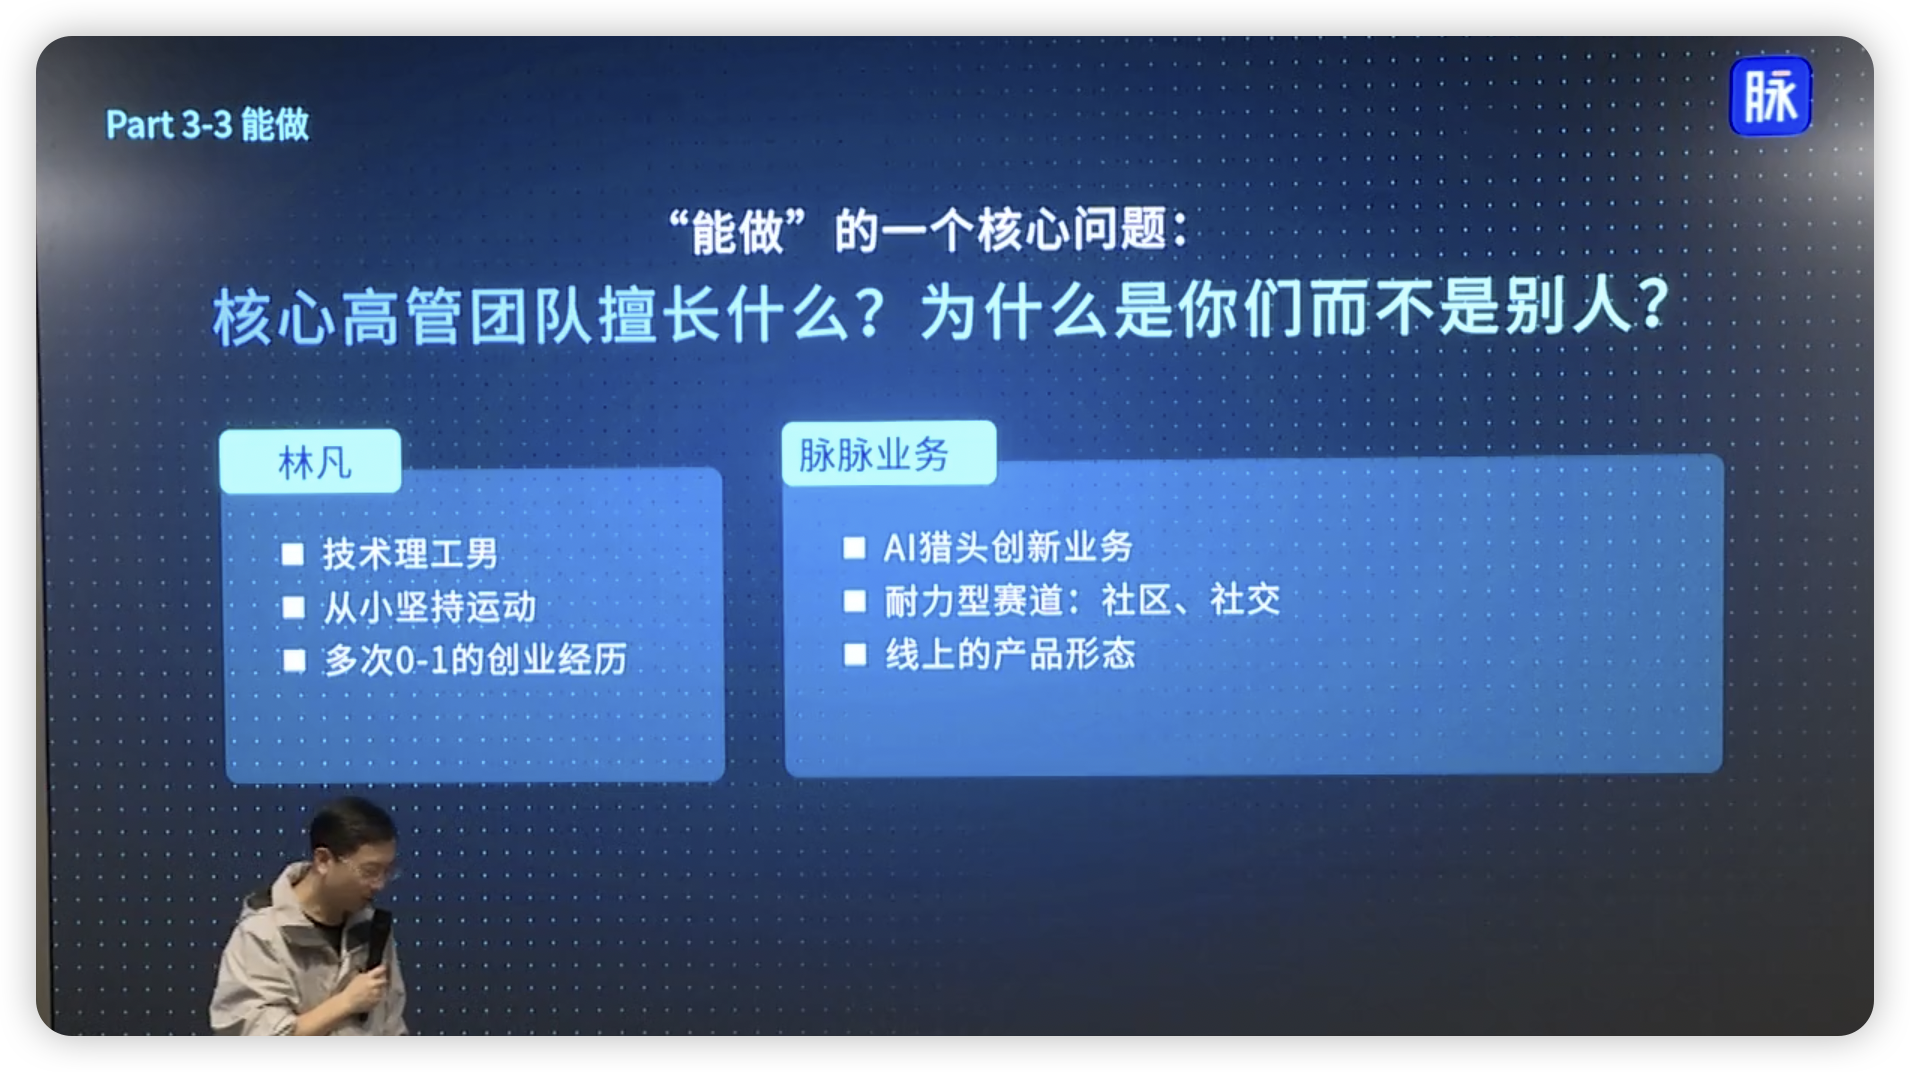 Part 3-3 能做
脉
“能做”的一个核心问题：
核心高管团队擅长什么？为什么是你们而不是别人？
林凡
技术理工男
从小坚持运动
多次0-1的创业经历
脉脉业务
AI猎头创新业务
耐力型赛道：社区、社交
线上的产品形态